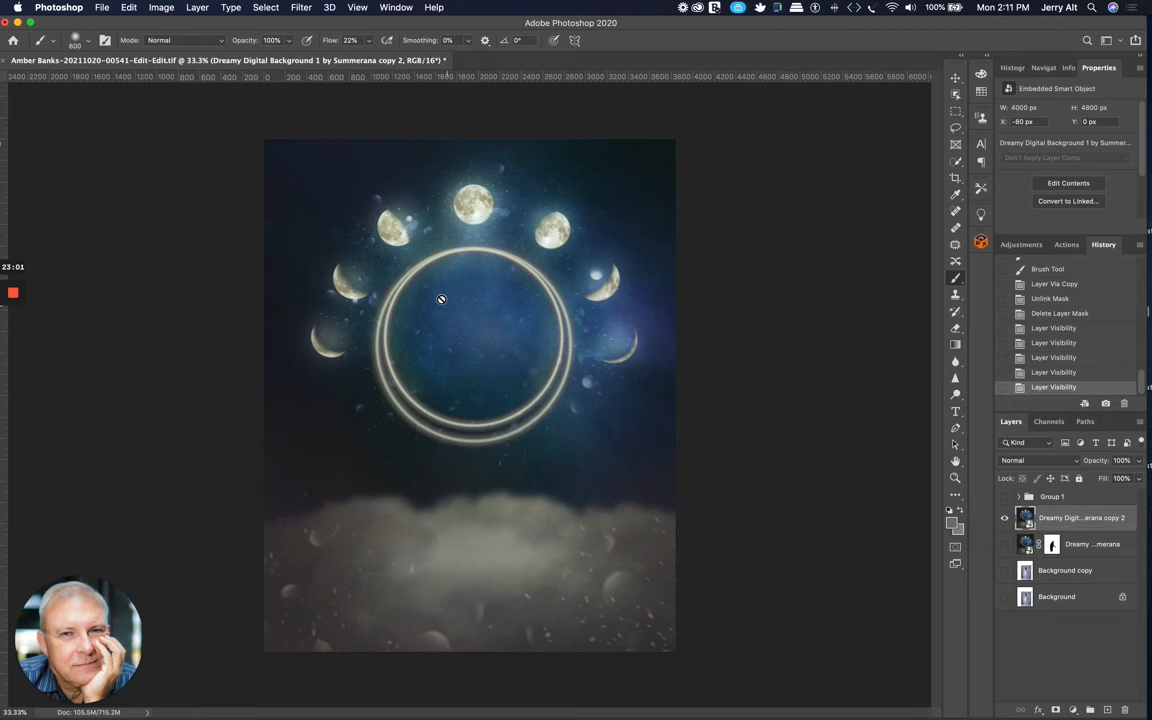 Photoshop File Edit Image Layer Type Select Filter 3D View Plugins Window Help 100% Mon 2:11 PM Jerry Alt
Adobe Photoshop 2020
600 Mode: Normal Opacity: 100% Flow: 22% Smoothing: 0% 0°
Amber Banks-20211020-00541-Edit-Edit.tif @ 33.3% (Dreamy Digital Background 1 by Summerana copy 2, RGB/16*) *
2400 2200 2000 1800 1600 1400 1200 1000 800 600 400 200 0 200 400 600 800 1000 1200 1400 1600 1800 2000 2200 2400 2600 2800 3000 3200 3400 3600 3800 4000 4200 4400 4600 4800 5000 5200 5400 5600 5800 6000
Histogr Navigat Info Properties
Embedded Smart Object
W: 4000 px H: 4800 px
X: -80 px Y: 0 px
Dreamy Digital Background 1 by Summer...
Don't Apply Layer Comp
Edit Contents
Convert to Linked...
Adjustments Actions History
23:01
Brush Tool
Layer Via Copy
Unlink Mask
Delete Layer Mask
Layer Visibility
Layer Visibility
Layer Visibility
Layer Visibility
Layer Visibility
Layers Channels Paths
Kind
Normal Opacity: 100%
Lock: Fill: 100%
Group 1
Dreamy Digit...erana copy 2
Dreamy ...merana
Background copy
Background
33.33% Doc: 105.5M/715.2M